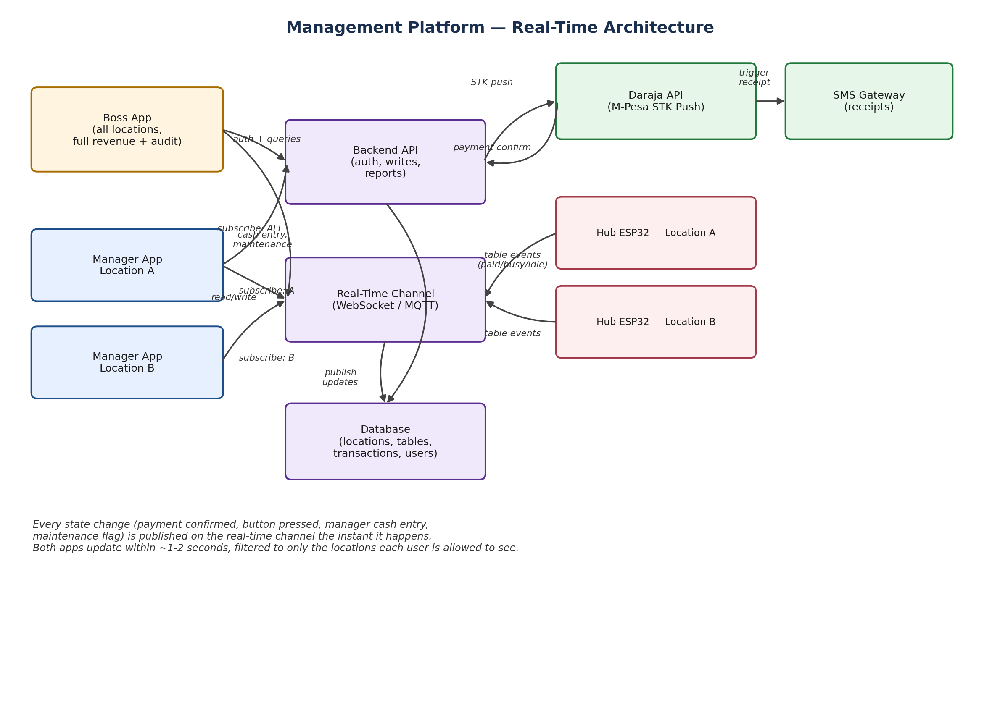 Management Platform — Real-Time Architecture
Boss App
(all locations,
full revenue + audit)
auth + queries
Backend API
(auth, writes,
reports)
STK push
payment confirm
Daraja API
(M-Pesa STK Push)
trigger
receipt
SMS Gateway
(receipts)
Manager App
Location A
subscribe: ALL
cash entry,
maintenance
subscribe: A
read/write
Real-Time Channel
(WebSocket / MQTT)
table events
(paid/busy/idle)
Hub ESP32 — Location A
Hub ESP32 — Location B
table events
Manager App
Location B
subscribe: B
publish
updates
Database
(locations, tables,
transactions, users)
Every state change (payment confirmed, button pressed, manager cash entry,
maintenance flag) is published on the real-time channel the instant it happens.
Both apps update within ~1-2 seconds, filtered to only the locations each user is allowed to see.